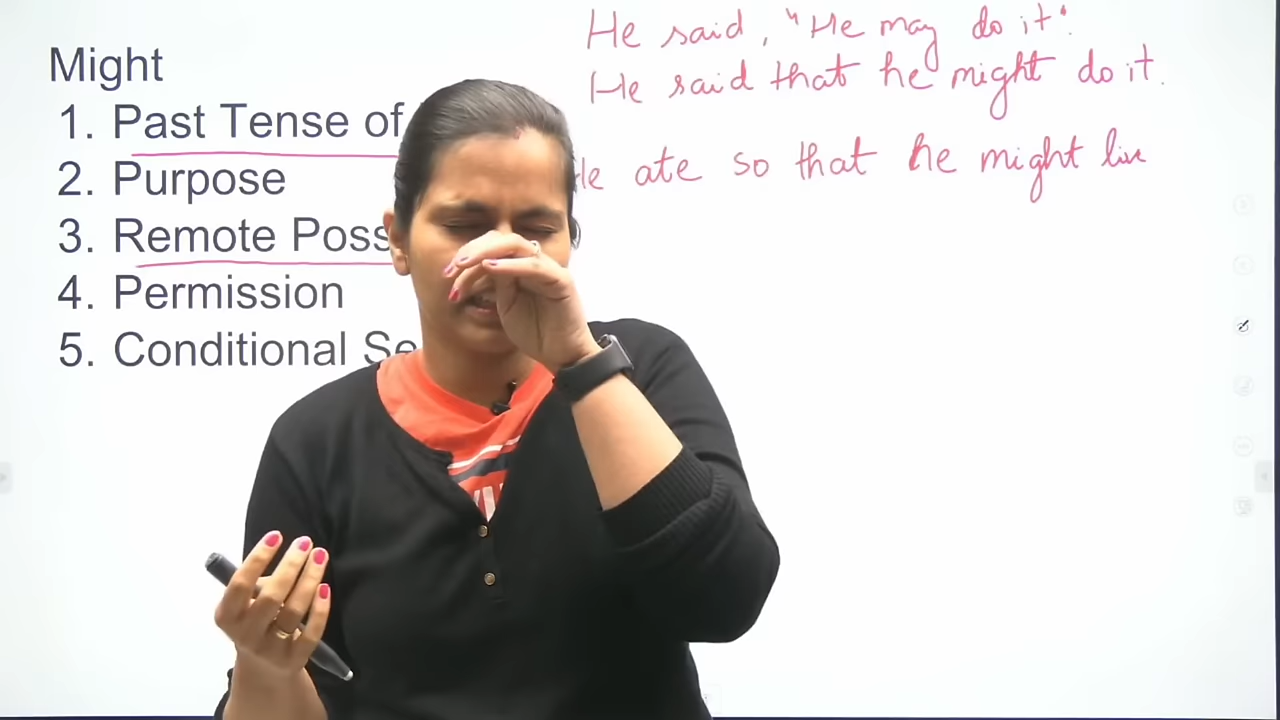 Might
1. Past Tense of
2. Purpose
3. Remote Poss
4. Permission
5. Conditional Se
He said, "He may do it".
He said that he might do it.
He ate so that he might live